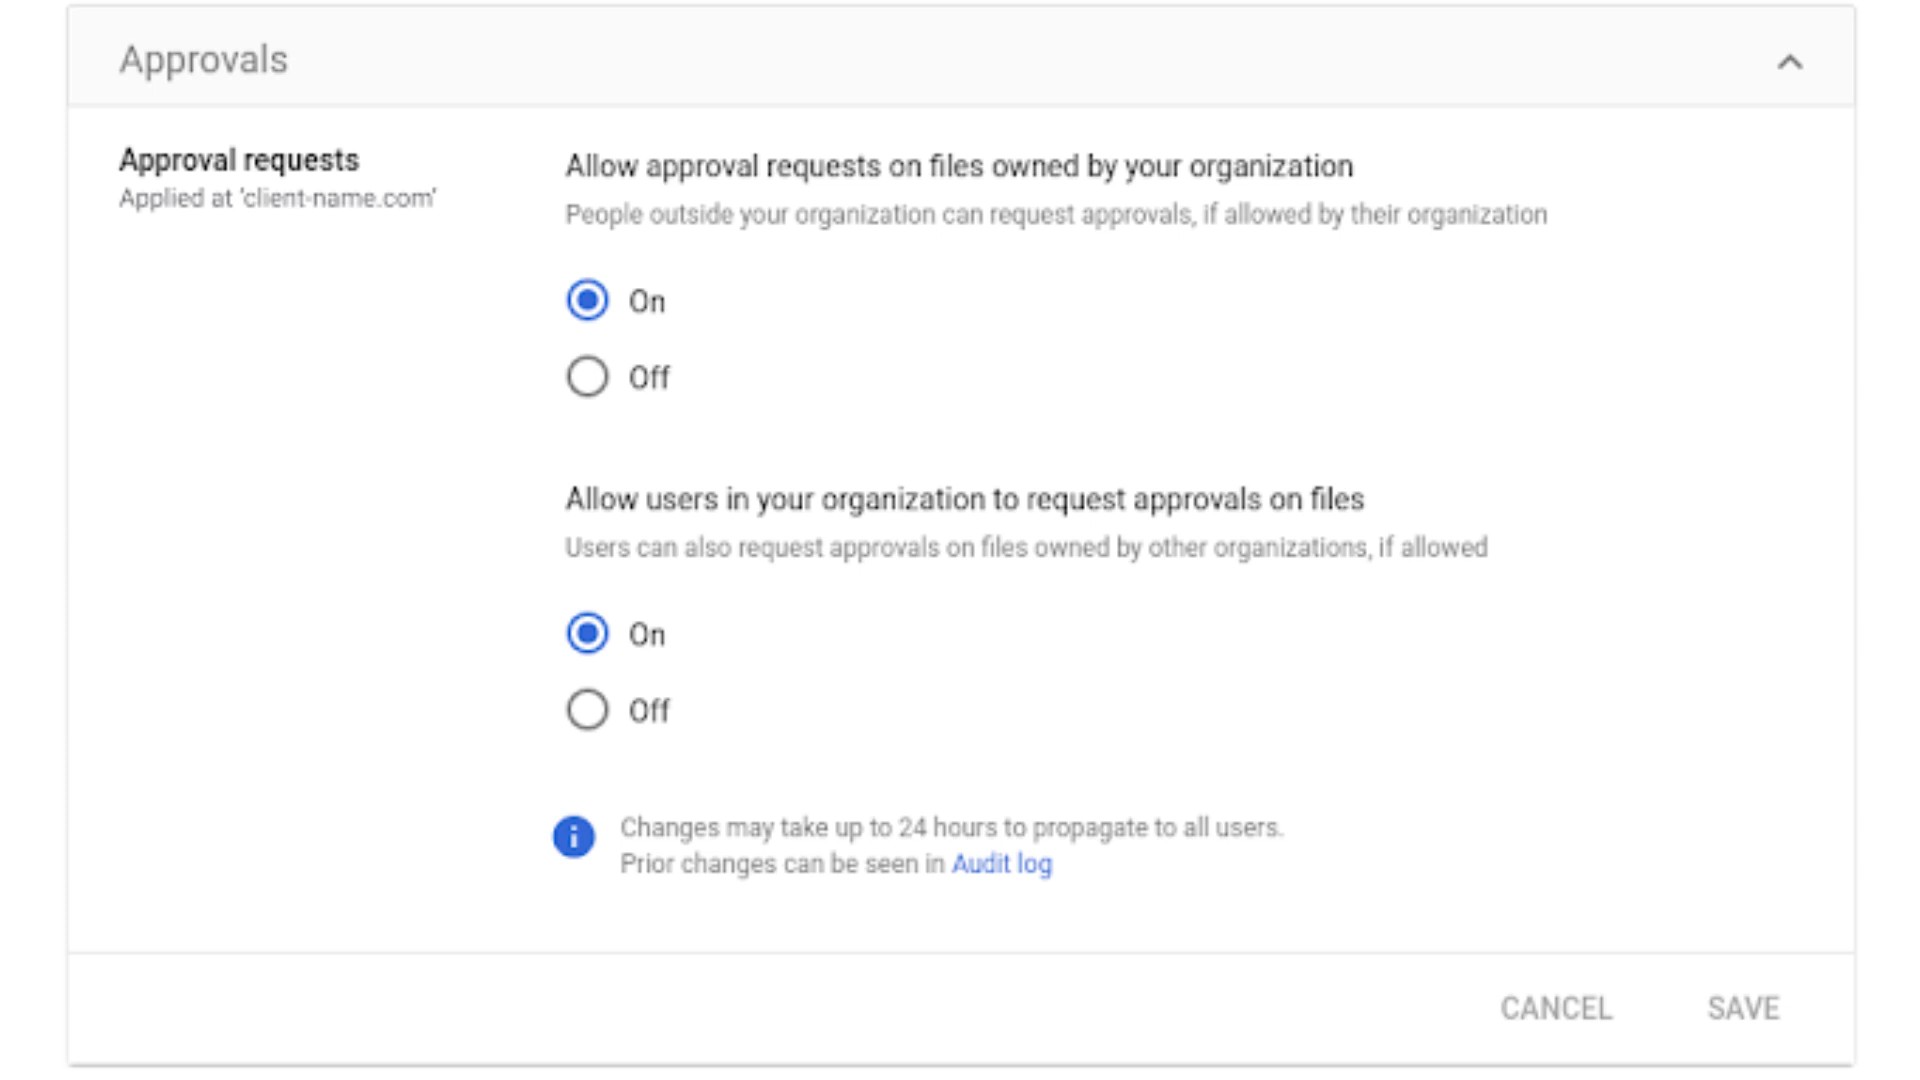 Approvals
Approval requests
Applied at 'client-name.com'
Allow approval requests on files owned by your organization
People outside your organization can request approvals, if allowed by their organization
On
Off
Allow users in your organization to request approvals on files
Users can also request approvals on files owned by other organizations, if allowed
On
Off
Changes may take up to 24 hours to propagate to all users.
Prior changes can be seen in Audit log
CANCEL SAVE